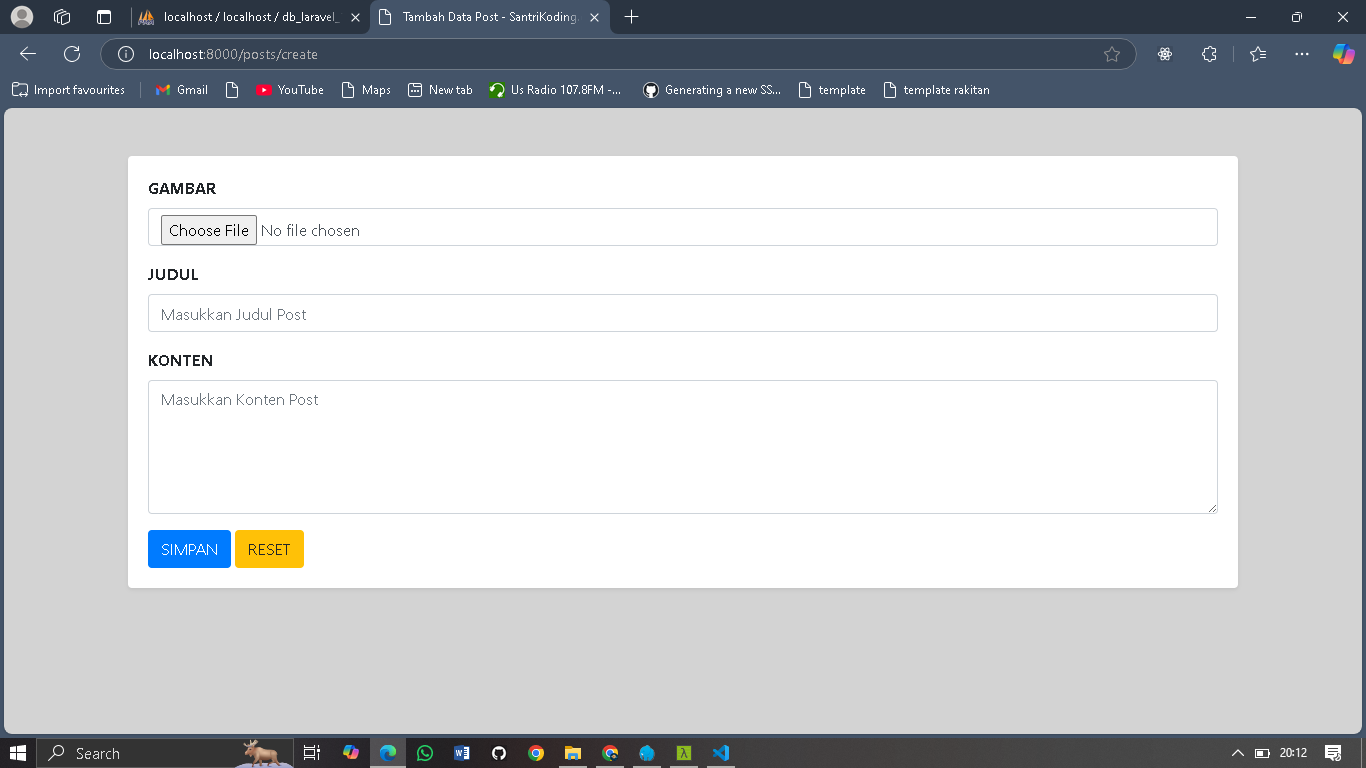 localhost / localhost / db_laravel_
Tambah Data Post - SantriKoding.
localhost:8000/posts/create
Import favourites
Gmail
YouTube
Maps
New tab
Us Radio 107.8FM -...
Generating a new SS...
template
template rakitan
GAMBAR
Choose File No file chosen
JUDUL
Masukkan Judul Post
KONTEN
Masukkan Konten Post
SIMPAN RESET
Search
20:12